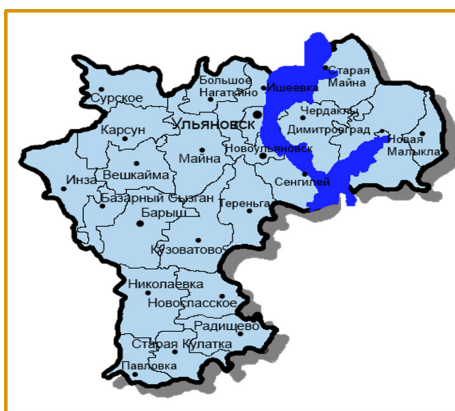 Старая
Майна
Большое
Нагаткино
Ишеевка
Сурское
Чердаклы
УЛЬЯНОВСК
Димитровград
Карсун
Новая
Малыкла
Майна
Новоульяновск
Вешкайма
Сенгилей
Инза
Базарный Сызган
Тереньга
Барыш
Кузоватово
Николаевка
Новоспасское
Радищево
Старая Кулатка
Павловка